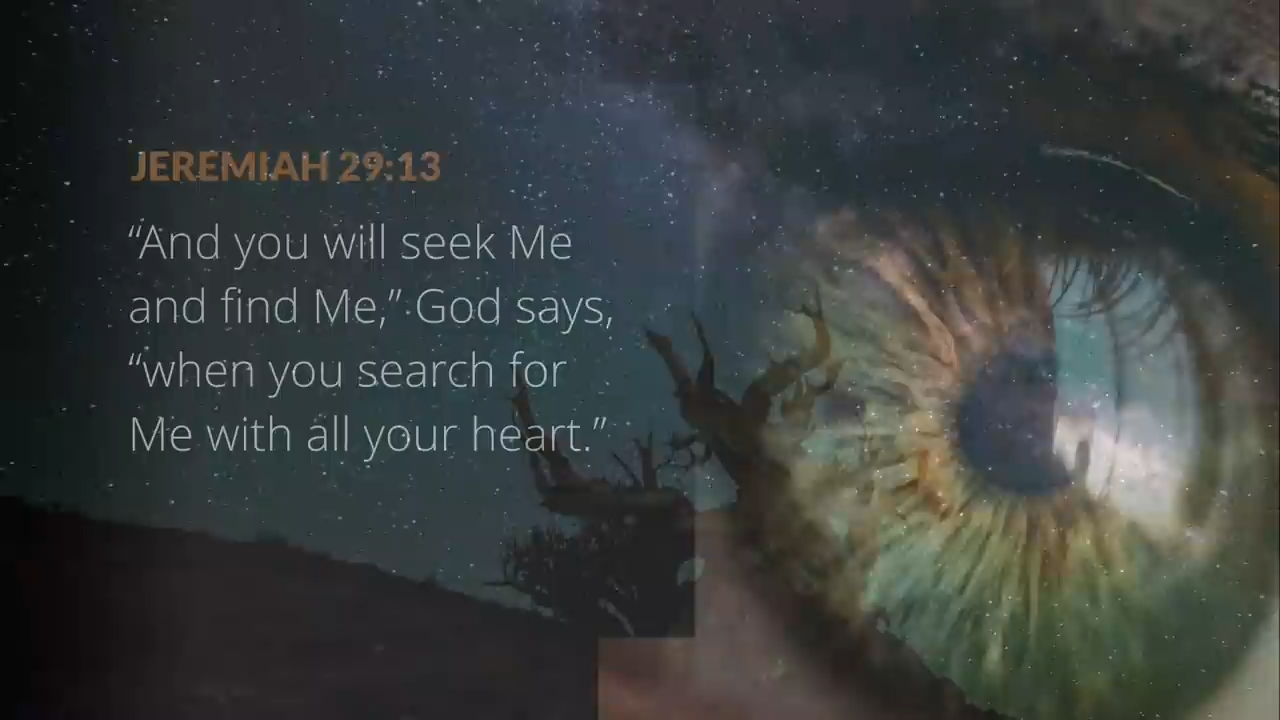 JEREMIAH 29:13
“And you will seek Me
and find Me,” God says,
“when you search for
Me with all your heart.”